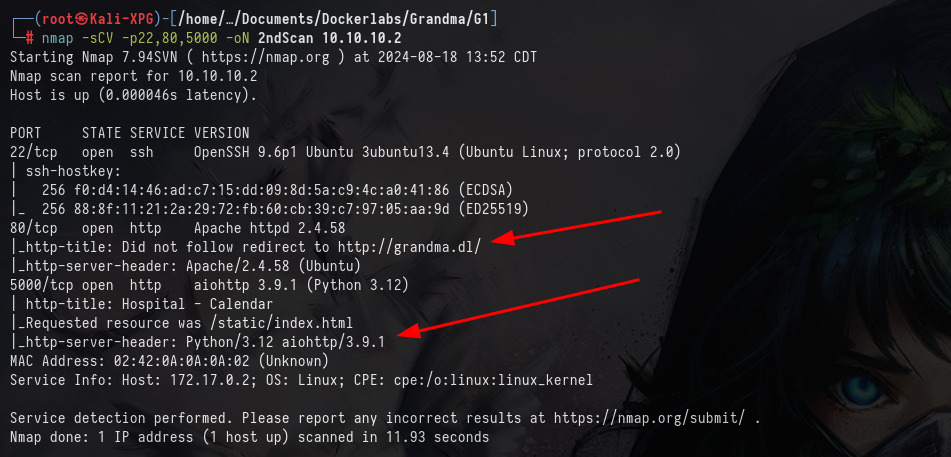 ┌──(root㉿Kali-XPG)-[/home/…/Documents/Dockerlabs/Grandma/G1]
└─# nmap -sCV -p22,80,5000 -oN 2ndScan 10.10.10.2
Starting Nmap 7.94SVN ( https://nmap.org ) at 2024-08-18 13:52 CDT
Nmap scan report for 10.10.10.2
Host is up (0.000046s latency).

PORT     STATE SERVICE VERSION
22/tcp   open  ssh     OpenSSH 9.6p1 Ubuntu 3ubuntu13.4 (Ubuntu Linux; protocol 2.0)
| ssh-hostkey:
|   256 f0:d4:14:46:ad:c7:15:dd:09:8d:5a:c9:4c:a0:41:86 (ECDSA)
|_  256 88:8f:11:21:2a:29:72:fb:60:cb:39:c7:97:05:aa:9d (ED25519)
80/tcp   open  http    Apache httpd 2.4.58
|_http-title: Did not follow redirect to http://grandma.dl/
|_http-server-header: Apache/2.4.58 (Ubuntu)
5000/tcp open  http    aiohttp 3.9.1 (Python 3.12)
| http-title: Hospital - Calendar
|_Requested resource was /static/index.html
|_http-server-header: Python/3.12 aiohttp/3.9.1
MAC Address: 02:42:0A:0A:0A:02 (Unknown)
Service Info: Host: 172.17.0.2; OS: Linux; CPE: cpe:/o:linux:linux_kernel

Service detection performed. Please report any incorrect results at https://nmap.org/submit/ .
Nmap done: 1 IP address (1 host up) scanned in 11.93 seconds